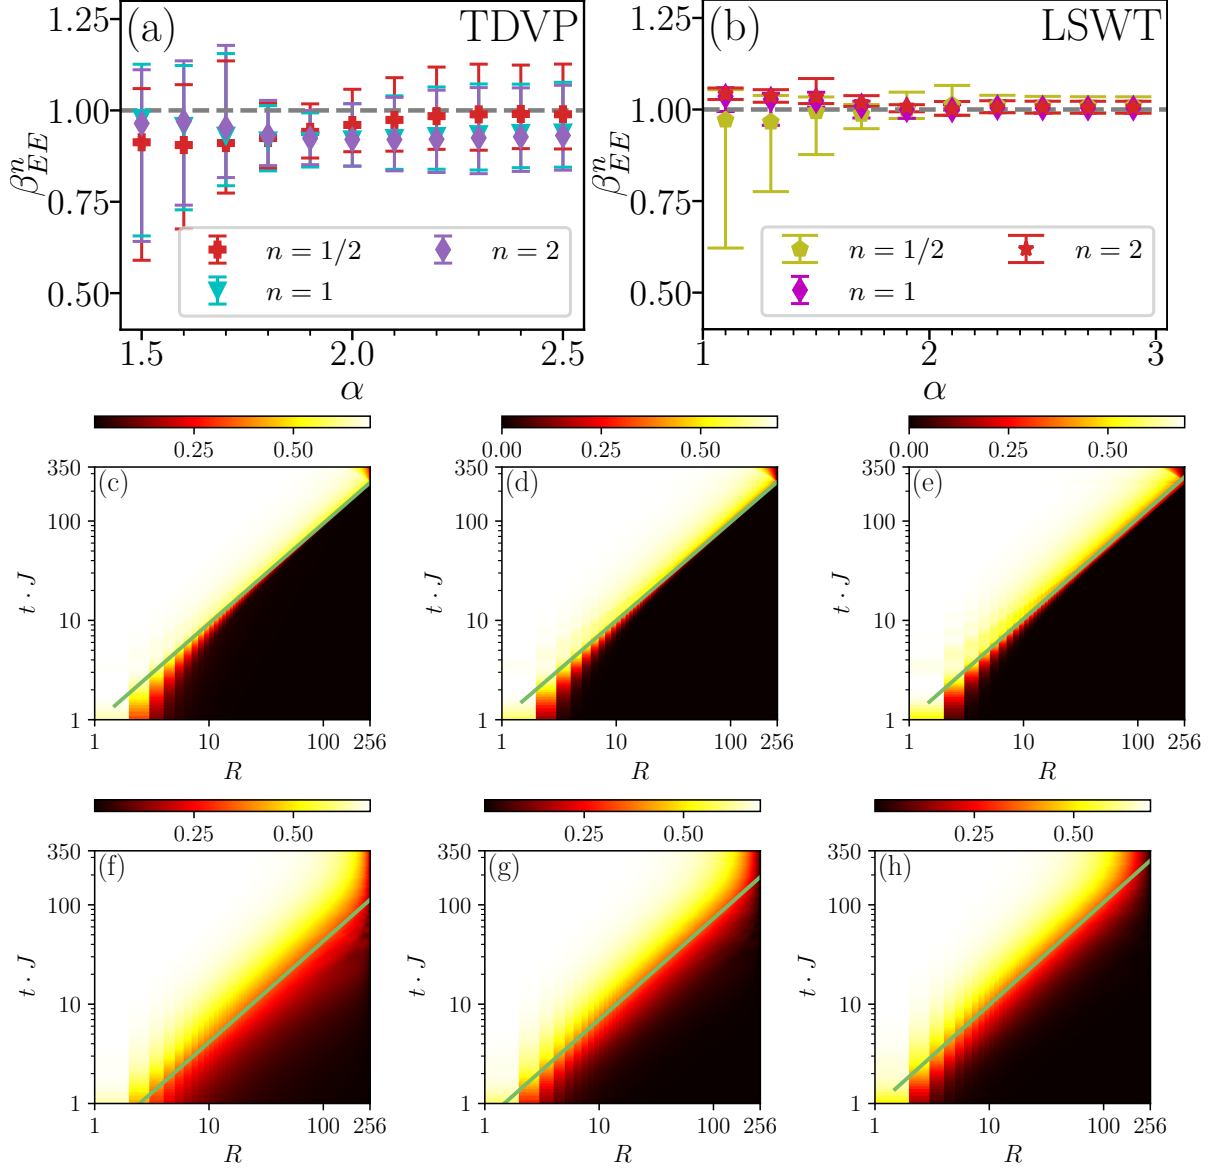 (a) TDVP
1.25
1.00
0.75
0.50
β^n_EE
n = 1/2
n = 1
n = 2
1.5 2.0 2.5
α
(b) LSWT
1.25
1.00
0.75
0.50
β^n_EE
n = 1/2
n = 1
n = 2
1 2 3
α
0.25 0.50
(c)
350
100
10
1
t · J
1 10 100 256
R
0.00 0.25 0.50
(d)
350
100
10
1
t · J
1 10 100 256
R
0.00 0.25 0.50
(e)
350
100
10
1
t · J
1 10 100 256
R
0.25 0.50
(f)
350
100
10
1
t · J
1 10 100 256
R
0.25 0.50
(g)
350
100
10
1
t · J
1 10 100 256
R
0.25 0.50
(h)
350
100
10
1
t · J
1 10 100 256
R